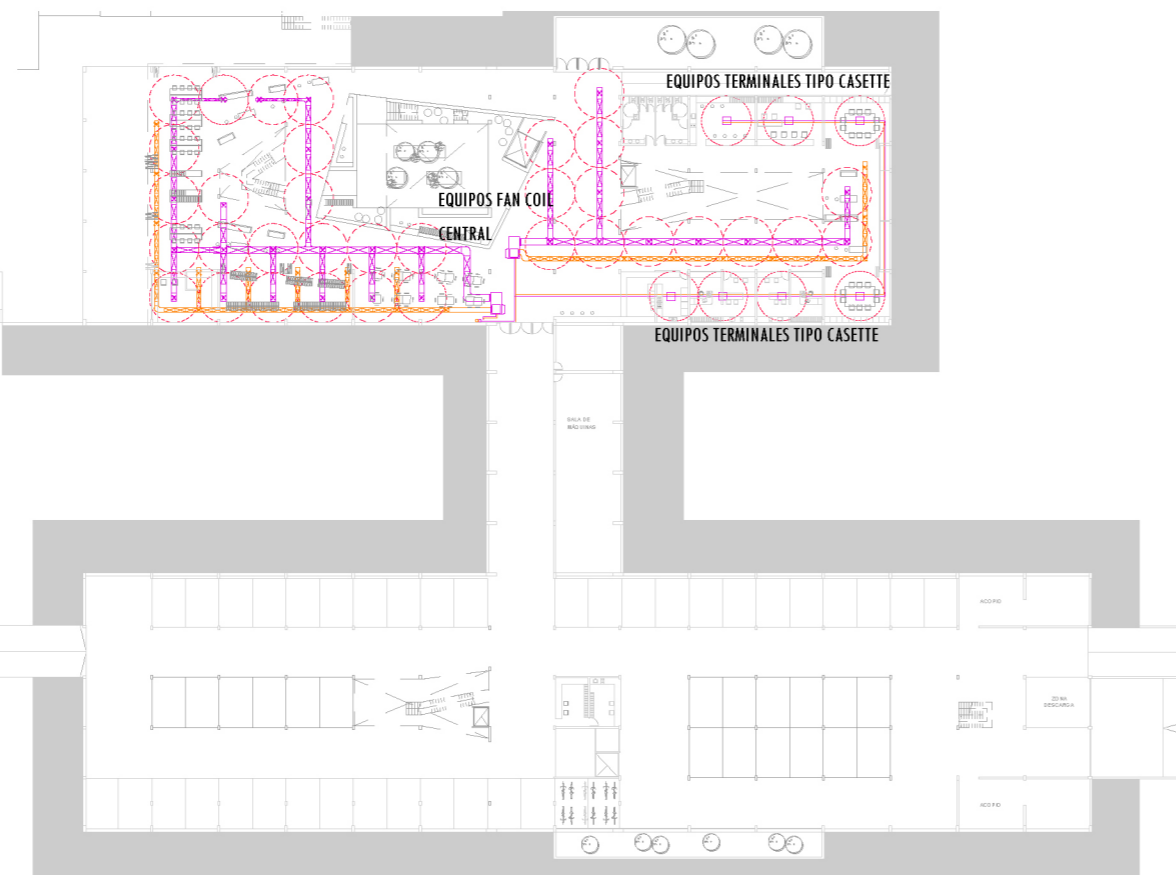 EQUIPOS TERMINALES TIPO CASETTE
EQUIPOS FAN COIL
CENTRAL
EQUIPOS TERMINALES TIPO CASETTE
SALA DE
MÁQUINAS
ACOPIO
ZONA
DESCARGA
ACOPIO